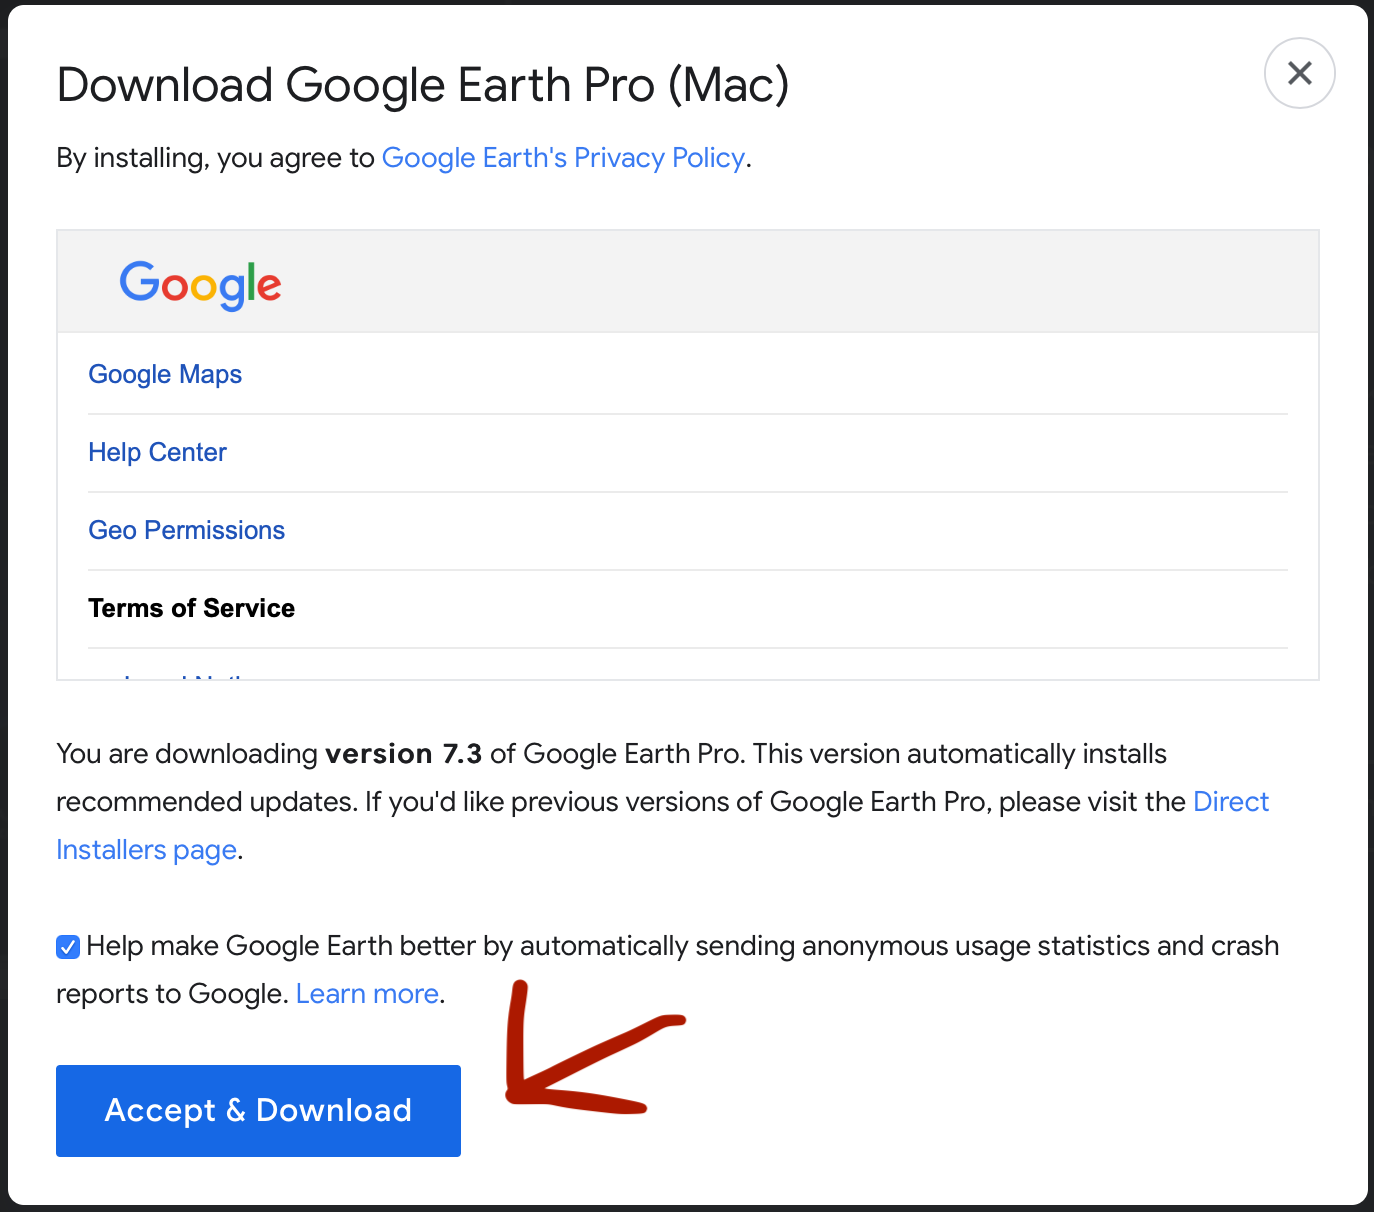 Download Google Earth Pro (Mac)
By installing, you agree to Google Earth's Privacy Policy.
Google
Google Maps
Help Center
Geo Permissions
Terms of Service
You are downloading version 7.3 of Google Earth Pro. This version automatically installs
recommended updates. If you'd like previous versions of Google Earth Pro, please visit the Direct
Installers page.
Help make Google Earth better by automatically sending anonymous usage statistics and crash
reports to Google. Learn more.
Accept & Download